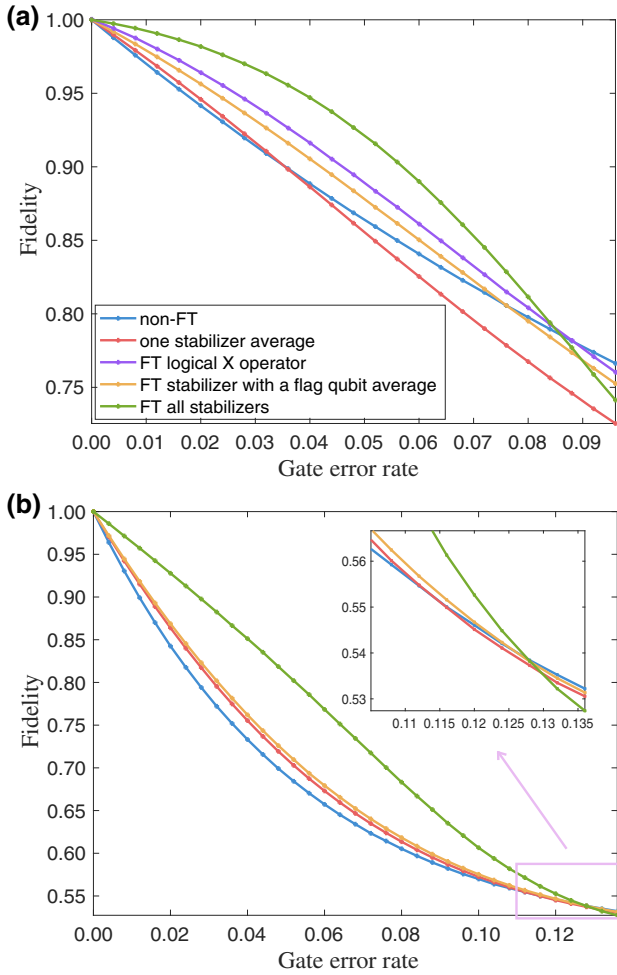 (a)
1.00
0.95
0.90
0.85
0.80
0.75
Fidelity
non-FT
one stabilizer average
FT logical X operator
FT stabilizer with a flag qubit average
FT all stabilizers
0.00 0.01 0.02 0.03 0.04 0.05 0.06 0.07 0.08 0.09
Gate error rate
(b)
1.00
0.95
0.90
0.85
0.80
0.75
0.70
0.65
0.60
0.55
Fidelity
0.56
0.55
0.54
0.53
0.11 0.115 0.12 0.125 0.13 0.135
0.00 0.02 0.04 0.06 0.08 0.10 0.12
Gate error rate